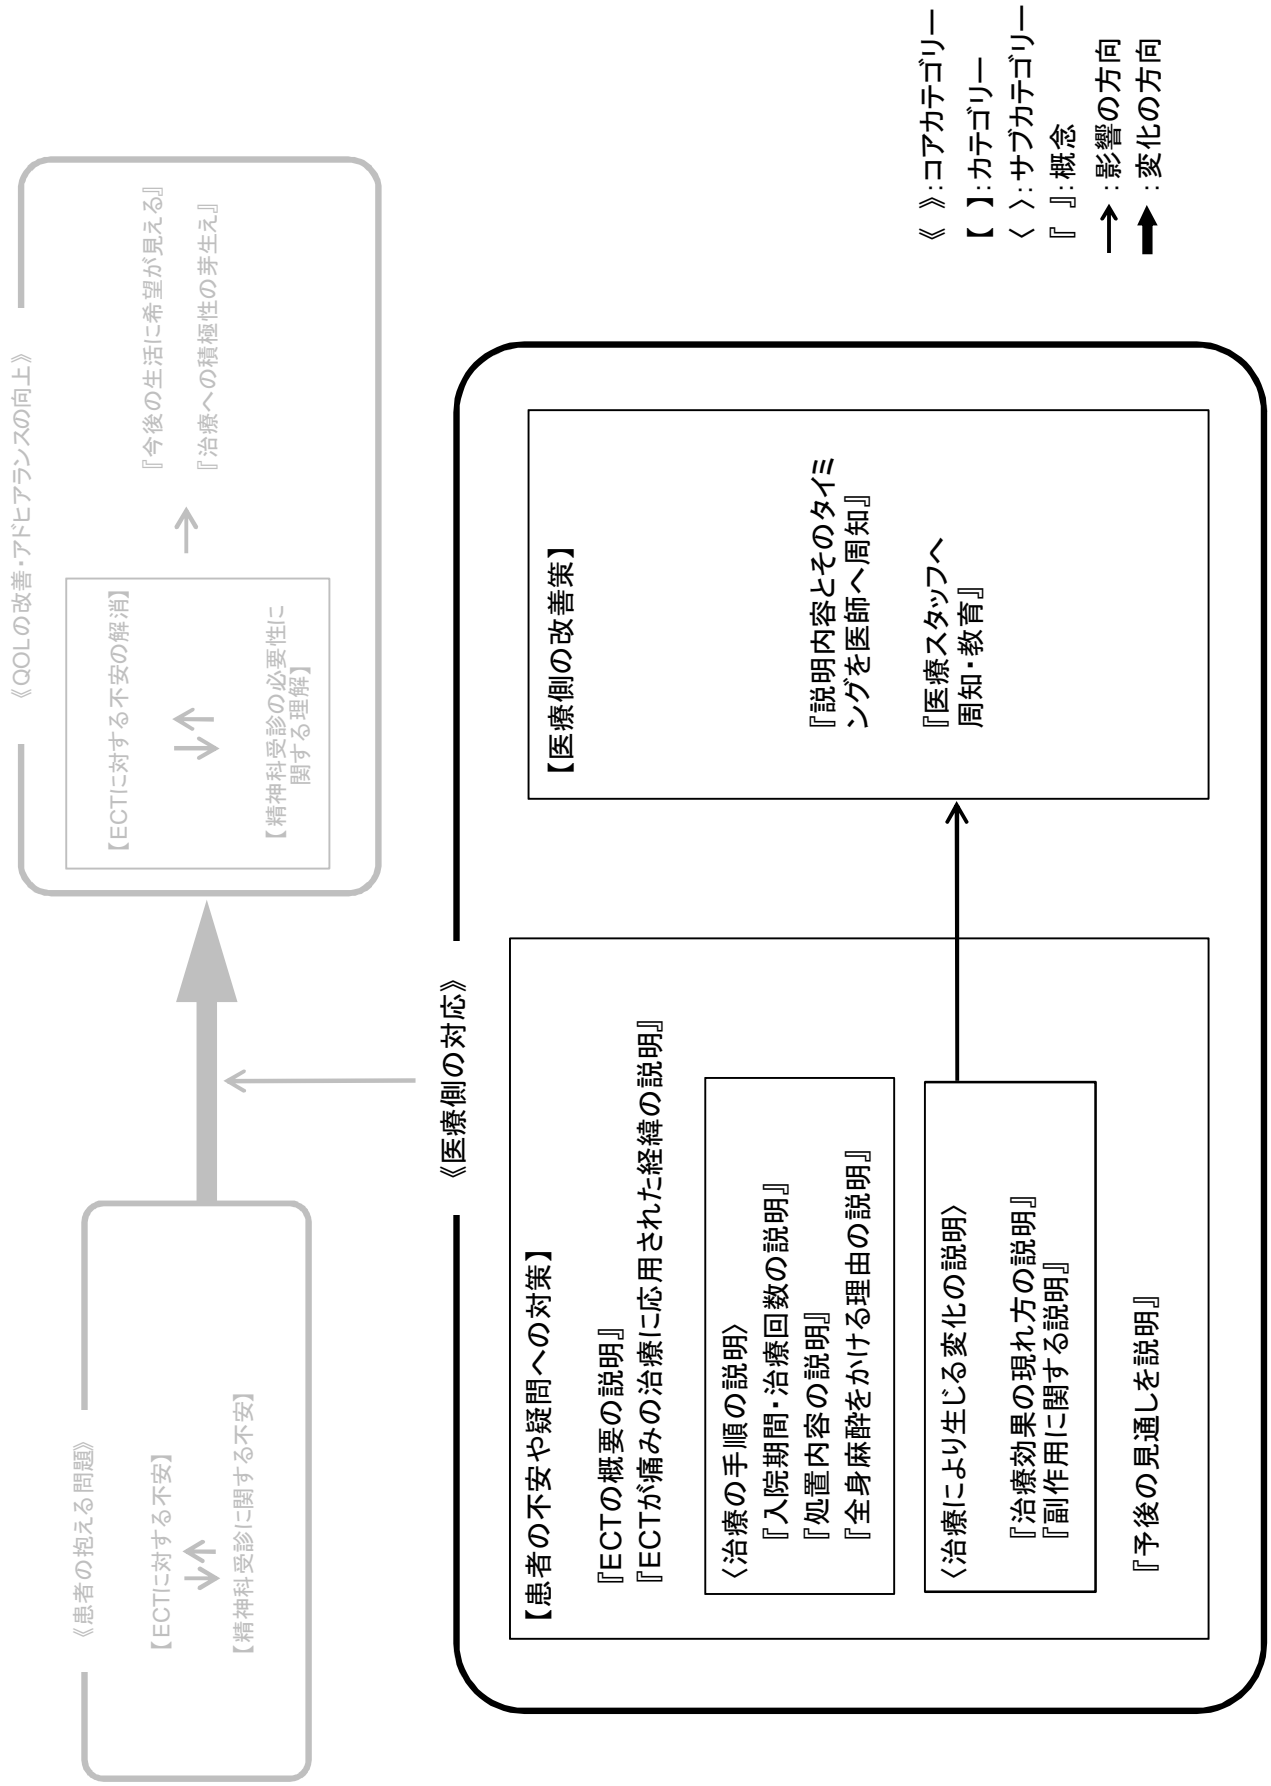 《患者の抱える問題》
【ECTに対する不安】
【精神科受診に関する不安】
《QOLの改善・アドヒアランスの向上》
【ECTに対する不安の解消】
【精神科受診の必要性に
関する理解】
『今後の生活に希望が見える』
『治療への積極性の芽生え』
《医療側の対応》
【患者の不安や疑問への対策】
『ECTの概要の説明』
『ECTが痛みの治療に応用された経緯の説明』
〈治療の手順の説明〉
『入院期間・治療回数の説明』
『処置内容の説明』
『全身麻酔をかける理由の説明』
〈治療により生じる変化の説明〉
『治療効果の現れ方の説明』
『副作用に関する説明』
『予後の見通しを説明』
【医療側の改善策】
『説明内容とそのタイミ
ングを医師へ周知』
『医療スタッフへ
周知・教育』
《　》:コアカテゴリー
【　】:カテゴリー
〈　〉:サブカテゴリー
『　』:概念
:影響の方向
:変化の方向